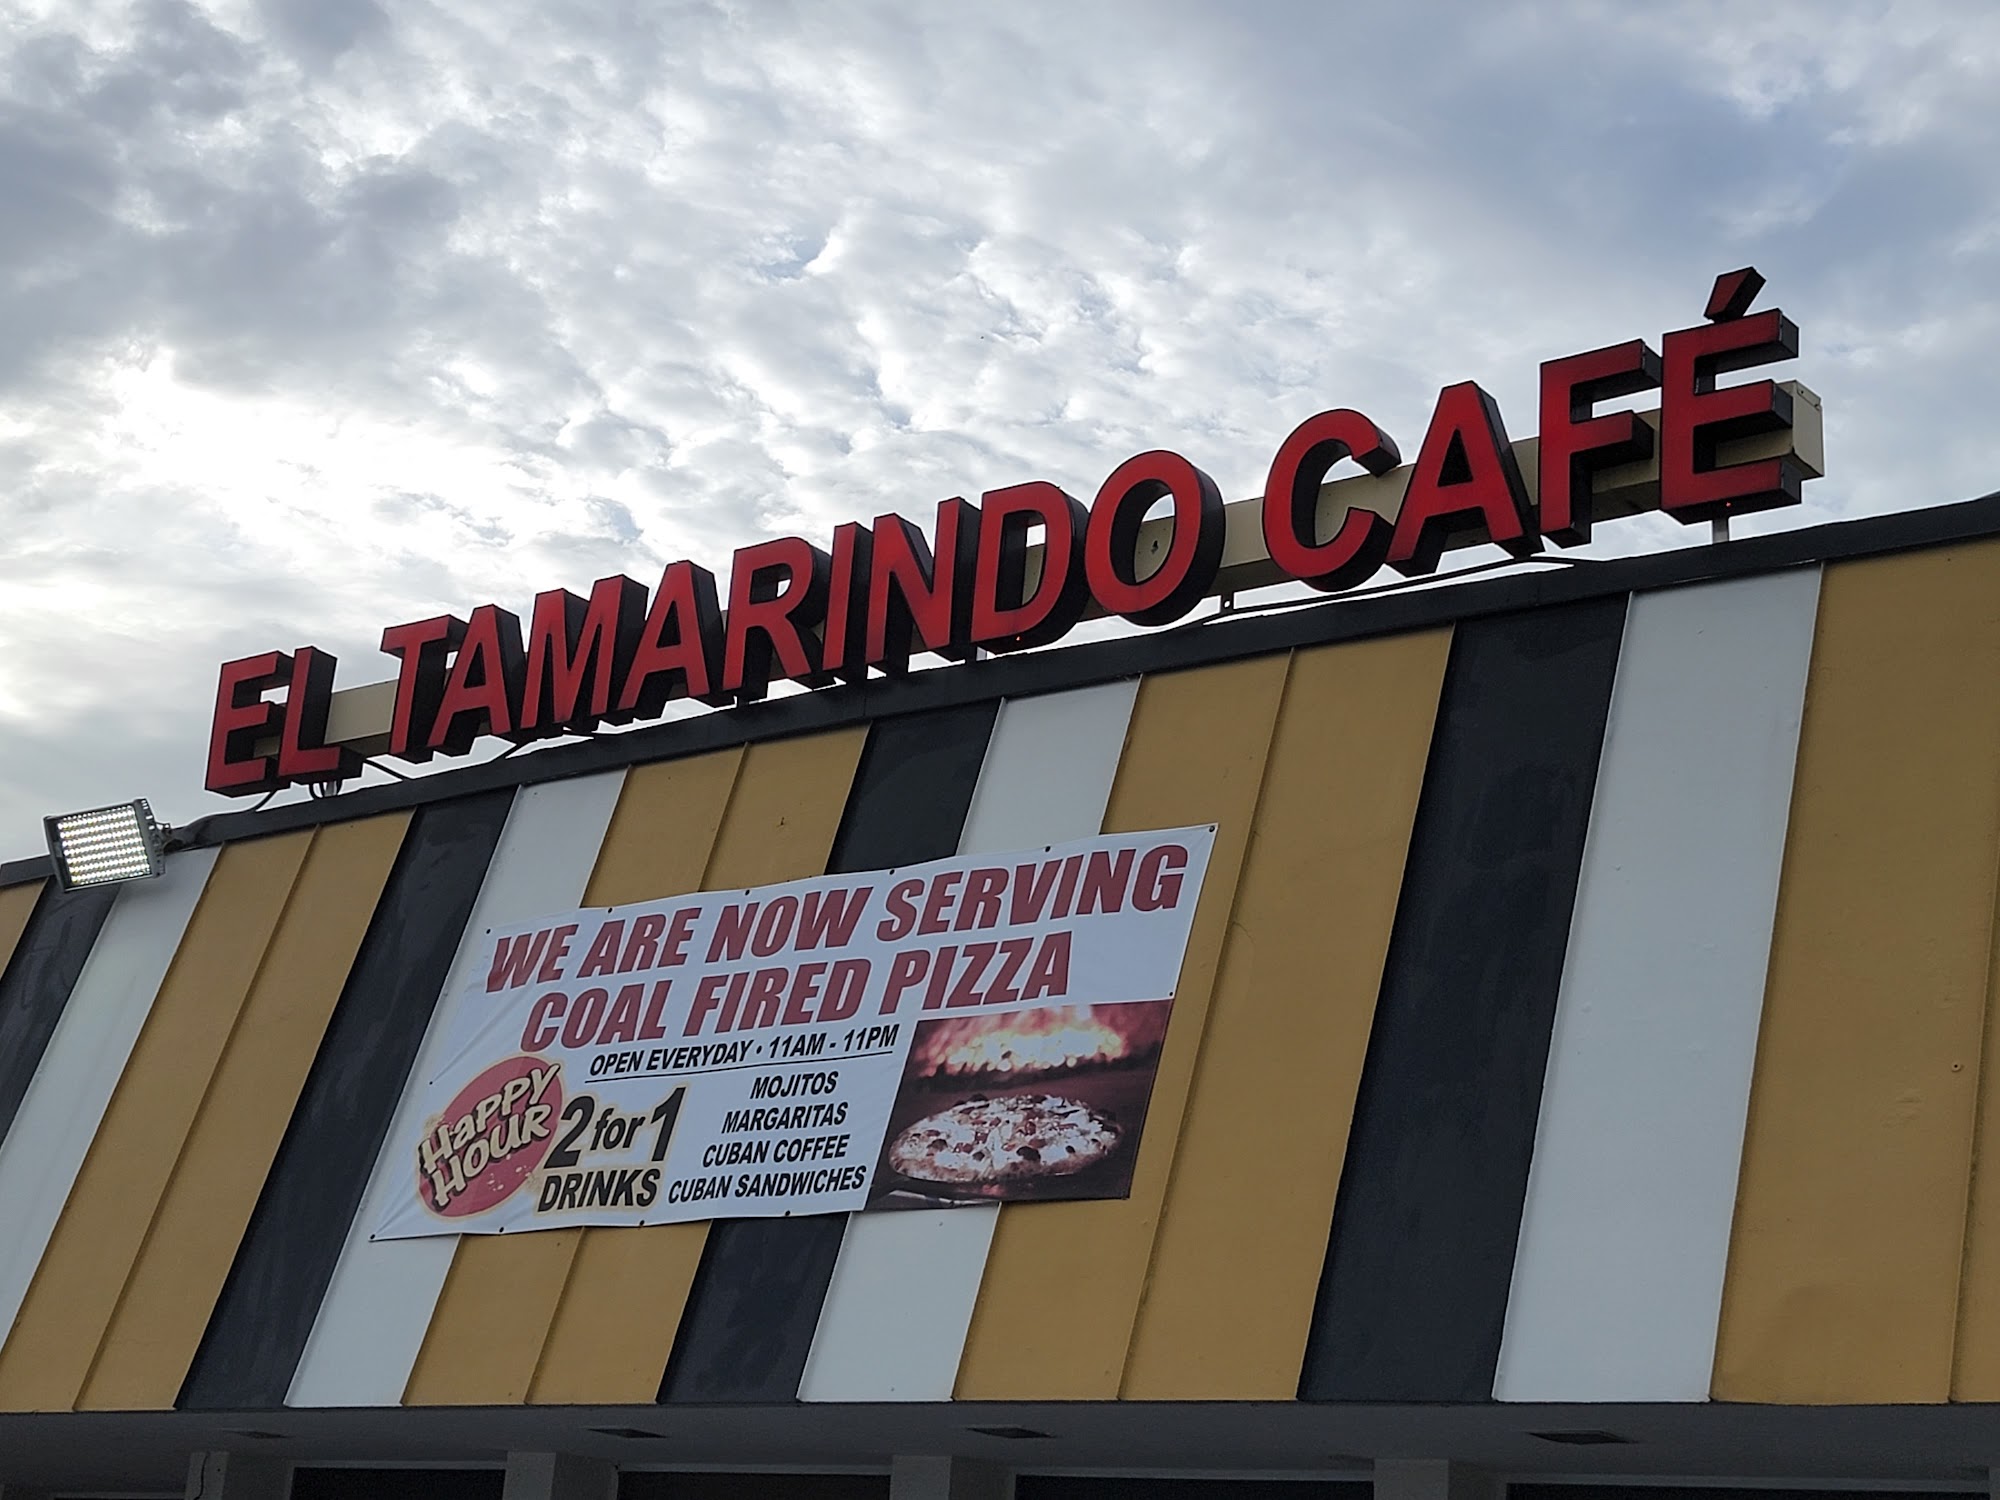 EL TAMARINDO CAFÉ
WE ARE NOW SERVING
COAL FIRED PIZZA
OPEN EVERYDAY • 11AM - 11PM
HAPPY
HOUR
2 for 1
DRINKS
MOJITOS
MARGARITAS
CUBAN COFFEE
CUBAN SANDWICHES